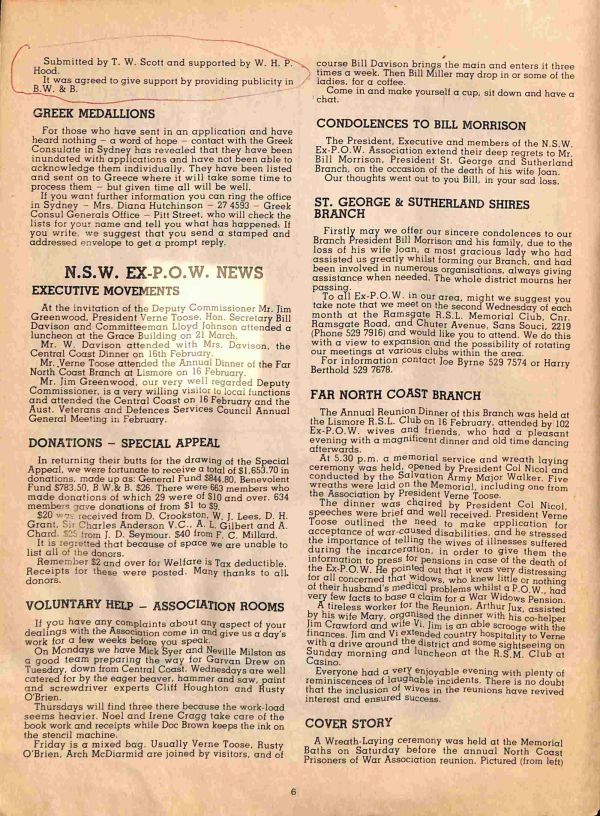 Submitted by T. W. Scott and supported by W. H. P.
Hood.
It was agreed to give support by providing publicity in
B.W. & B.
GREEK MEDALLIONS
For those who have sent in an application and have
heard nothing – a word of hope – contact with the Greek
Consulate in Sydney has revealed that they have been
inundated with applications and have not been able to
acknowledge them individually. They have been listed
and sent on to Greece where it will take some time to
process them – but given time all will be well.
If you want further information you can ring the office
in Sydney – Mrs. Diana Hutchinson – 27 4593 – Greek
Consul Generals Office – Pitt Street, who will check the
lists for your name and tell you what has happened. If
you write, we suggest that you send a stamped and
addressed envelope to get a prompt reply.
N.S.W. EX-P.O.W. NEWS
EXECUTIVE MOVEMENTS
At the invitation of the Deputy Commissioner Mr. Jim
Greenwood, President Verne Toose, Hon. Secretary Bill
Davison and Committeeman Lloyd Johnson attended a
luncheon at the Grace Building on 21 March.
Mr. W. Davison attended with Mrs. Davison, the
Central Coast Dinner on 16th February.
Mr. Verne Toose attended the Annual Dinner of the Far
North Coast Branch at Lismore on 16 February.
Mr. Jim Greenwood, our very well regarded Deputy
Commissioner, is a very willing visitor to local functions
and attended the Central Coast on 16 February and the
Aust. Veterans and Defences Services Council Annual
General Meeting in February.
DONATIONS – SPECIAL APPEAL
In returning their butts for the drawing of the Special
Appeal, we were fortunate to receive a total of $1,653.70 in
donations, made up as: General Fund $844.80, Benevolent
Fund $783.50, B.W. & B. $26. There were 663 members who
made donations of which 29 were of $10 and over. 634
members gave donations of from $1 to $9.
$20 was received from D. Crookston, W. J. Lees, D. H.
Grant, Sir Charles Anderson V.C., A. L. Gilbert and A.
Chard. $25 from J. D. Seymour. $40 from F. C. Millard.
It is regretted that because of space we are unable to
list all of the donors.
Remember $2 and over for Welfare is Tax deductible.
Receipts for these were posted. Many thanks to all.
donors.
VOLUNTARY HELP – ASSOCIATION ROOMS
If you have any complaints about any aspect of your
dealings with the Association come in and give us a day's
work for a few weeks before you speak.
On Mondays we have Mick Syer and Neville Milston as
a good team preparing the way for Garvan Drew on
Tuesday, down from Central Coast. Wednesdays are well
catered for by the eager beaver, hammer and saw, paint
and screwdriver experts Cliff Houghton and Rusty
O'Brien.
Thursdays will find three there because the work-load
seems heavier. Noel and Irene Cragg take care of the
book work and receipts while Doc Brown keeps the ink on
the stencil machine.
Friday is a mixed bag. Usually Verne Toose, Rusty
O'Brien, Arch McDiarmid are joined by visitors, and of
course Bill Davison brings the main and enters it three
times a week. Then Bill Miller may drop in or some of the
ladies, for a coffee.
Come in and make yourself a cup, sit down and have a
chat.
CONDOLENCES TO BILL MORRISON
The President, Executive and members of the N.S.W.
Ex-P.O.W. Association extend their deep regrets to Mr.
Bill Morrison, President St. George and Sutherland
Branch, on the occasion of the death of his wife Joan.
Our thoughts went out to you Bill, in your sad loss.
ST. GEORGE & SUTHERLAND SHIRES
BRANCH
Firstly may we offer our sincere condolences to our
Branch President Bill Morrison and his family, due to the
loss of his wife Joan, a most gracious lady who had
assisted us greatly whilst forming our Branch, and had
been involved in numerous organisations, always giving
assistance when needed. The whole district mourns her
passing.
To all Ex-P.O.W. in our area, might we suggest you
take note that we meet on the second Wednesday of each
month at the Ramsgate R.S.L. Memorial Club, Cnr.
Ramsgate Road, and Chuter Avenue, Sans Souci, 2219
(Phone 529 7916) and would like you to attend. We do this
with a view to expansion and the possibility of rotating
our meetings at various clubs within the area.
For information contact Joe Byrne 529 7574 or Harry
Berthold 529 7678.
FAR NORTH COAST BRANCH
The Annual Reunion Dinner of this Branch was held at
the Lismore R.S.L. Club on 16 February, attended by 102
Ex-P.O.W. wives and friends, who had a pleasant
evening with a magnificent dinner and old time dancing
afterwards.
At 5.30 p.m. a memorial service and wreath laying
ceremony was held, opened by President Col Nicol and
conducted by the Salvation Army Major Walker. Five
wreaths were laid on the Memorial, including one from
the Association by President Verne Toose.
The dinner was chaired by President Col Nicol,
speeches were brief and well received. President Verne
Toose outlined the need to make application for
acceptance of war-caused disabilities, and he stressed
the importance of telling the wives of illnesses suffered
during the incarceration, in order to give them the
information to press for pensions in case of the death of
the Ex-P.O.W. He pointed out that it was very distressing
for all concerned that widows, who knew little or nothing
of their husband's medical problems whilst a P.O.W., had
very few facts to base a claim for a War Widows Pension.
A tireless worker for the Reunion, Arthur Jux, assisted
by his wife Mary, organised the dinner with his co-helper
Jim Crawford and wife Vi. Jim is an able scrooge with the
finances. Jim and Vi extended country hospitality to Verne
with a drive around the district and some sightseeing on
Sunday morning and luncheon at the R.S.M. Club at
Casino.
Everyone had a very enjoyable evening with plenty of
reminiscences of laughable incidents. There is no doubt
that the inclusion of wives in the reunions have revived
interest and ensured success.
COVER STORY
A Wreath-Laying ceremony was held at the Memorial
Baths on Saturday before the annual North Coast
Prisoners of War Association reunion. Pictured (from left)
6